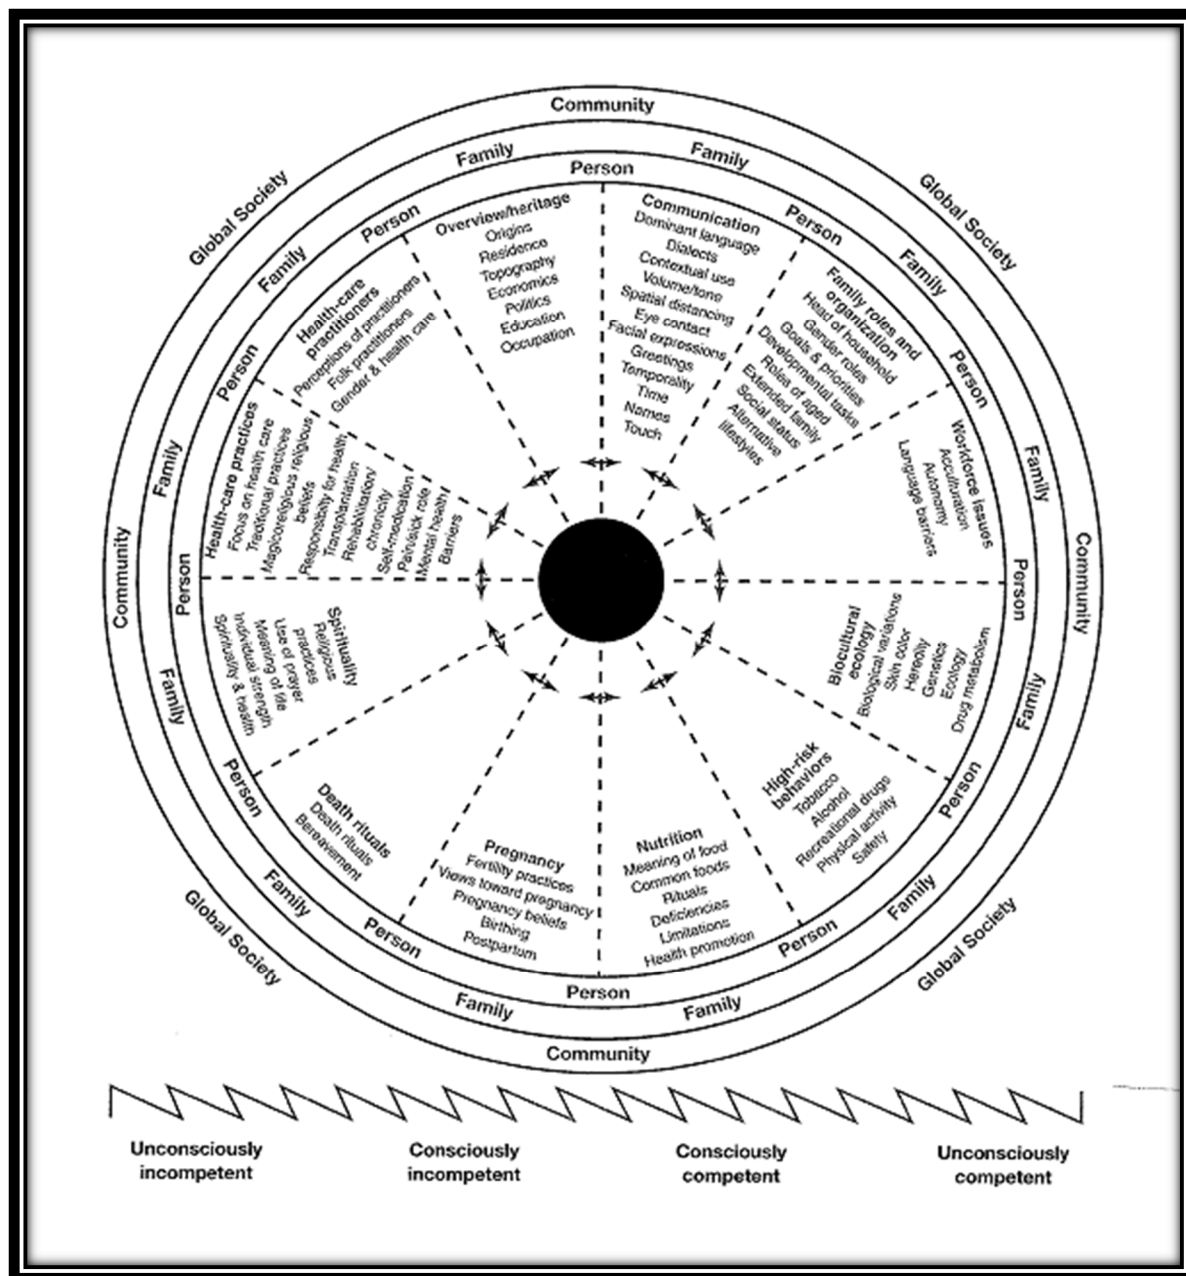 Community
Family
Family
Person
Global Society
Global Society
Person
Person
Family
Family
Overview/heritage
Origins
Residence
Topography
Economics
Politics
Education
Occupation
Communication
Dominant language
Dialects
Contextual use
Volume/tone
Spatial distancing
Eye contact
Facial expressions
Greetings
Temporality
Time
Names
Touch
Family roles and
organization
Head of household
Gender roles
Goals & priorities
Developmental tasks
Roles of aged
Extended family
Social status
Alternative
lifestyles
Person
Family
Workforce issues
Acculturation
Autonomy
Language barriers
Person
Community
Biocultural
ecology
Biological variations
Skin color
Heredity
Genetics
Ecology
Drug metabolism
Family
Person
High-risk
behaviors
Tobacco
Alcohol
Recreational drugs
Physical activity
Safety
Family
Global Society
Person
Nutrition
Meaning of food
Common foods
Rituals
Deficiencies
Limitations
Health promotion
Family
Person
Community
Pregnancy
Fertility practices
Views toward pregnancy
Pregnancy beliefs
Birthing
Postpartum
Family
Person
Death rituals
Death rituals
Bereavement
Family
Global Society
Person
Spirituality
Religious
practices
Use of prayer
Meaning of life
Individual strength
Spirituality & health
Family
Person
Community
Health-care practices
Focus on health care
Traditional practices
Magicoreligious religious
beliefs
Responsibility for health
Transplantation
Rehabilitation/
chronicity
Self-medication
Pain/sick role
Mental health
Barriers
Family
Person
Health-care
practitioners
Perceptions of practitioners
Folk practitioners
Gender & health care
Unconsciously
incompetent
Consciously
incompetent
Consciously
competent
Unconsciously
competent